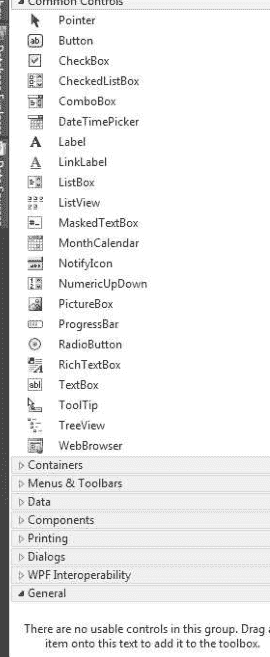 Common Controls
Pointer
Button
CheckBox
CheckedListBox
ComboBox
DateTimePicker
Label
LinkLabel
ListBox
ListView
MaskedTextBox
MonthCalendar
NotifyIcon
NumericUpDown
PictureBox
ProgressBar
RadioButton
RichTextBox
TextBox
ToolTip
TreeView
WebBrowser
Containers
Menus & Toolbars
Data
Components
Printing
Dialogs
WPF Interoperability
General
There are no usable controls in this group. Drag a
item onto this text to add it to the toolbox.